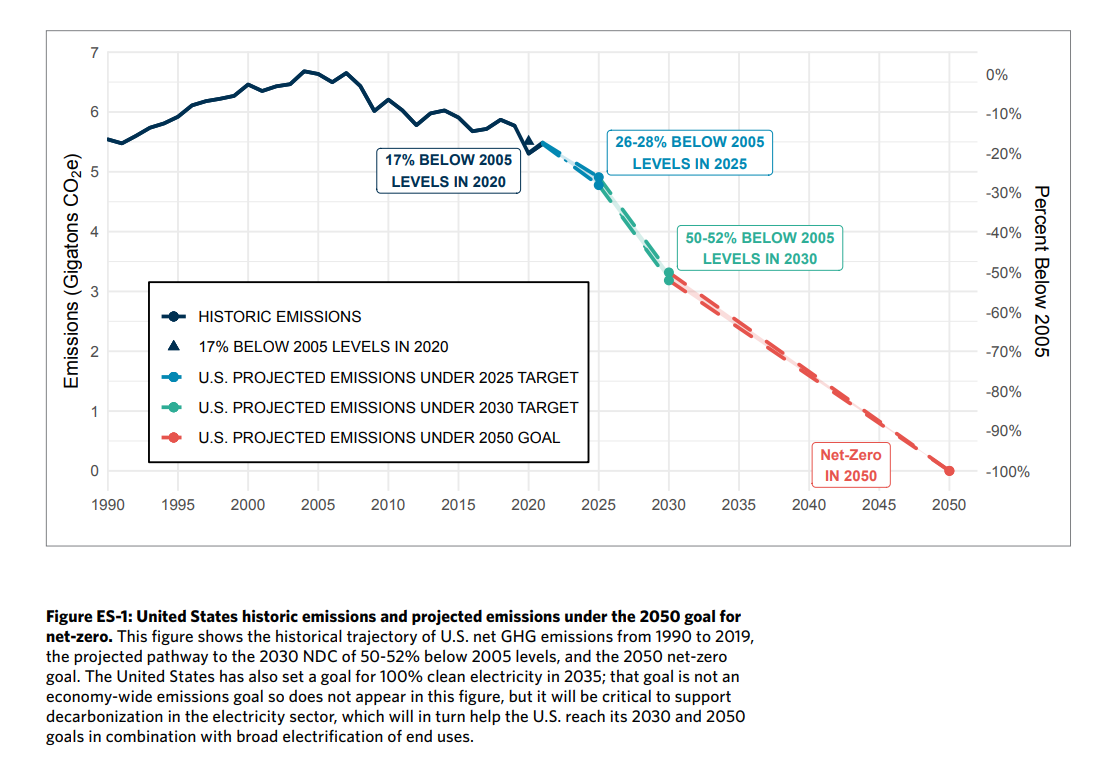 7
6
5
4
3
2
1
0
Emissions (Gigatons CO2e)
0%
-10%
-20%
-30%
-40%
-50%
-60%
-70%
-80%
-90%
-100%
Percent Below 2005
17% BELOW 2005
LEVELS IN 2020
26-28% BELOW 2005
LEVELS IN 2025
50-52% BELOW 2005
LEVELS IN 2030
Net-Zero
IN 2050
HISTORIC EMISSIONS
17% BELOW 2005 LEVELS IN 2020
U.S. PROJECTED EMISSIONS UNDER 2025 TARGET
U.S. PROJECTED EMISSIONS UNDER 2030 TARGET
U.S. PROJECTED EMISSIONS UNDER 2050 GOAL
1990 1995 2000 2005 2010 2015 2020 2025 2030 2035 2040 2045 2050
Figure ES-1: United States historic emissions and projected emissions under the 2050 goal for
net-zero. This figure shows the historical trajectory of U.S. net GHG emissions from 1990 to 2019,
the projected pathway to the 2030 NDC of 50-52% below 2005 levels, and the 2050 net-zero
goal. The United States has also set a goal for 100% clean electricity in 2035; that goal is not an
economy-wide emissions goal so does not appear in this figure, but it will be critical to support
decarbonization in the electricity sector, which will in turn help the U.S. reach its 2030 and 2050
goals in combination with broad electrification of end uses.